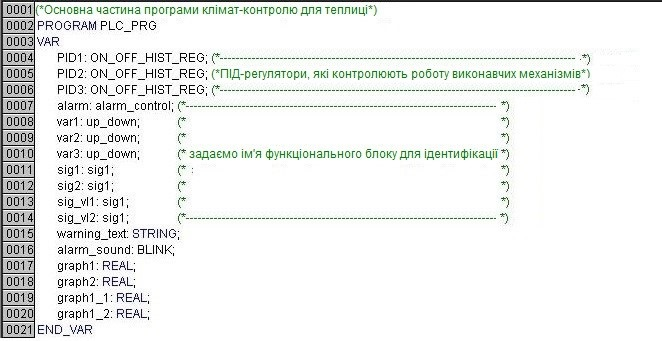 0001 (*Основна частина програми клімат-контролю для теплиці*)
0002 PROGRAM PLC_PRG
0003 VAR
0004 PID1: ON_OFF_HIST_REG; (*------------------------------------------------------------------------ -*)
0005 PID2: ON_OFF_HIST_REG; (*ПІД-регулятори, які контролюють роботу виконавчих механізмів*)
0006 PID3: ON_OFF_HIST_REG; (*------------------------------------------------------------------------ -*)
0007 alarm: alarm_control; (*--------------------------------------------------------------- *)
0008 var1: up_down; (* *)
0009 var2: up_down; (* *)
0010 var3: up_down; (* задаємо ім'я функціонального блоку для ідентифікації *)
0011 sig1: sig1; (* : *)
0012 sig2: sig1; (* *)
0013 sig_vl1: sig1; (* *)
0014 sig_vl2: sig1; (*--------------------------------------------------------------- *)
0015 warning_text: STRING;
0016 alarm_sound: BLINK;
0017 graph1: REAL;
0018 graph2: REAL;
0019 graph1_1: REAL;
0020 graph1_2: REAL;
0021 END_VAR